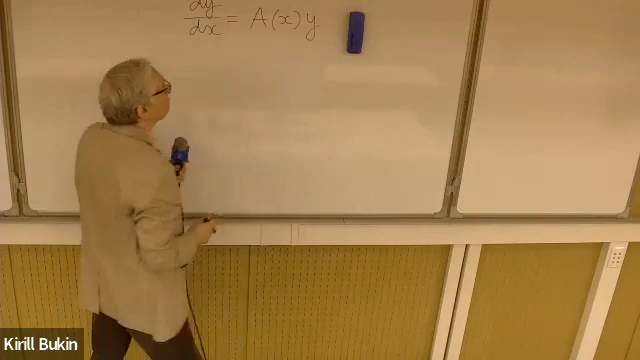 dy/dx = A(x)y
Kirill Bukin